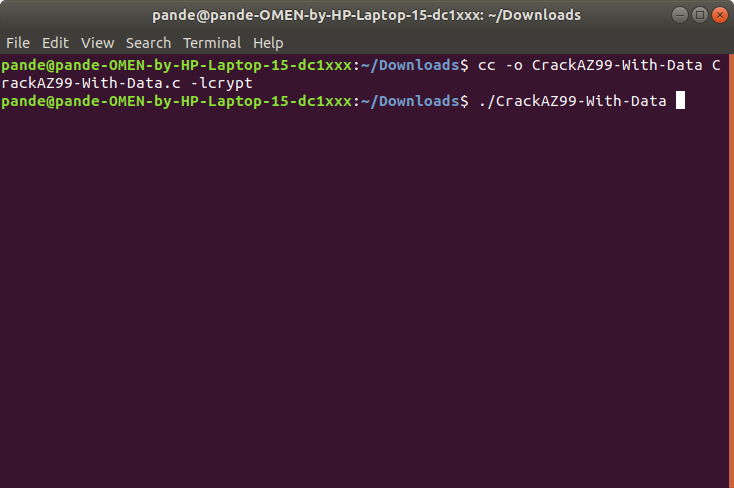 pande@pande-OMEN-by-HP-Laptop-15-dc1xxx: ~/Downloads
File Edit View Search Terminal Help
pande@pande-OMEN-by-HP-Laptop-15-dc1xxx:~/Downloads$ cc -o CrackAZ99-With-Data C
rackAZ99-With-Data.c -lcrypt
pande@pande-OMEN-by-HP-Laptop-15-dc1xxx:~/Downloads$ ./CrackAZ99-With-Data